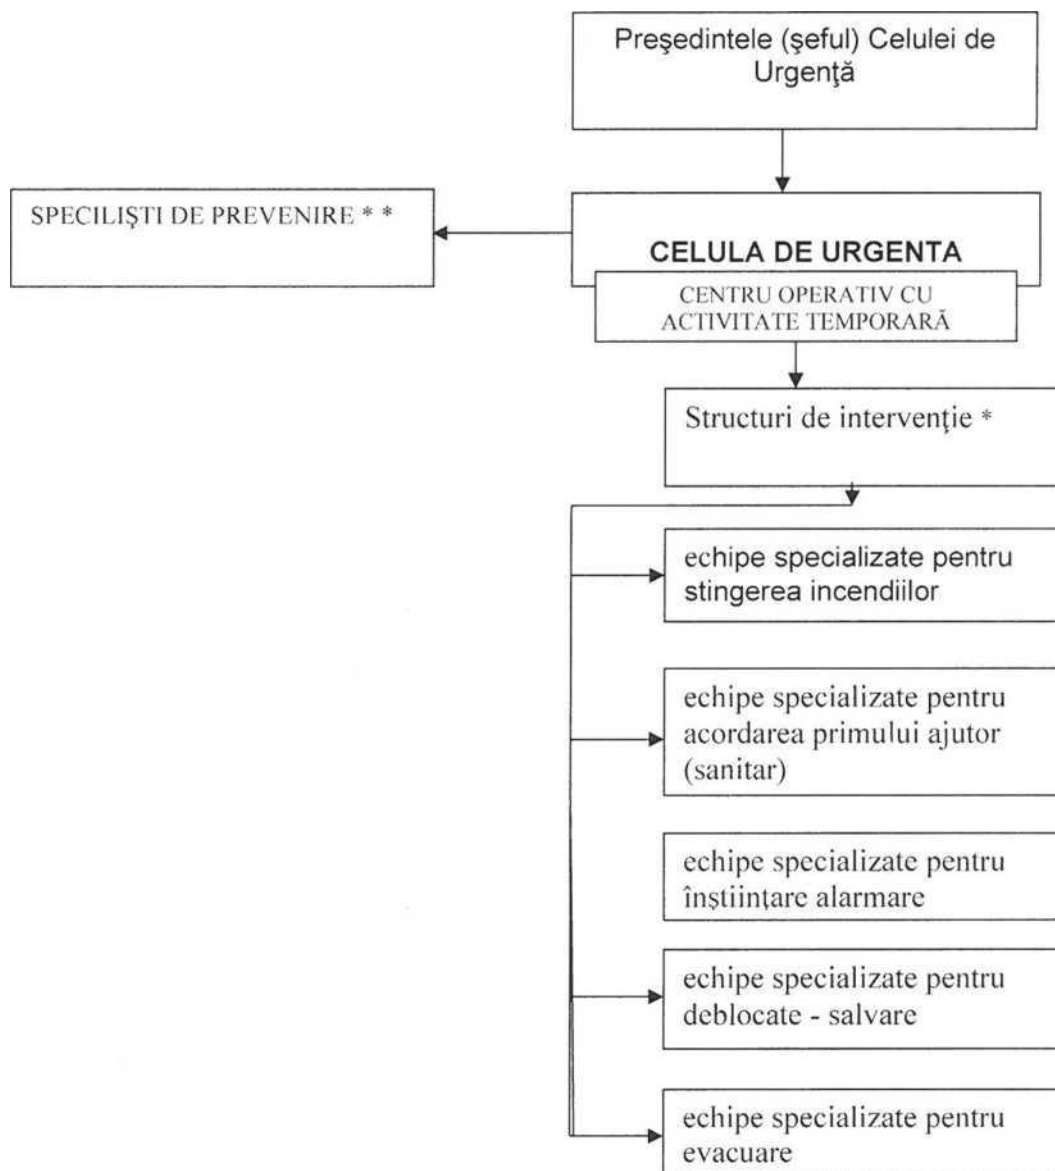 Preşedintele (şeful) Celulei de
Urgenţă
SPECILIŞTI DE PREVENIRE * *
CELULA DE URGENTA
CENTRU OPERATIV CU
ACTIVITATE TEMPORARĂ
Structuri de intervenţie *
echipe specializate pentru
stingerea incendiilor
echipe specializate pentru
acordarea primului ajutor
(sanitar)
echipe specializate pentru
înştiinţare alarmare
echipe specializate pentru
deblocate - salvare
echipe specializate pentru
evacuare